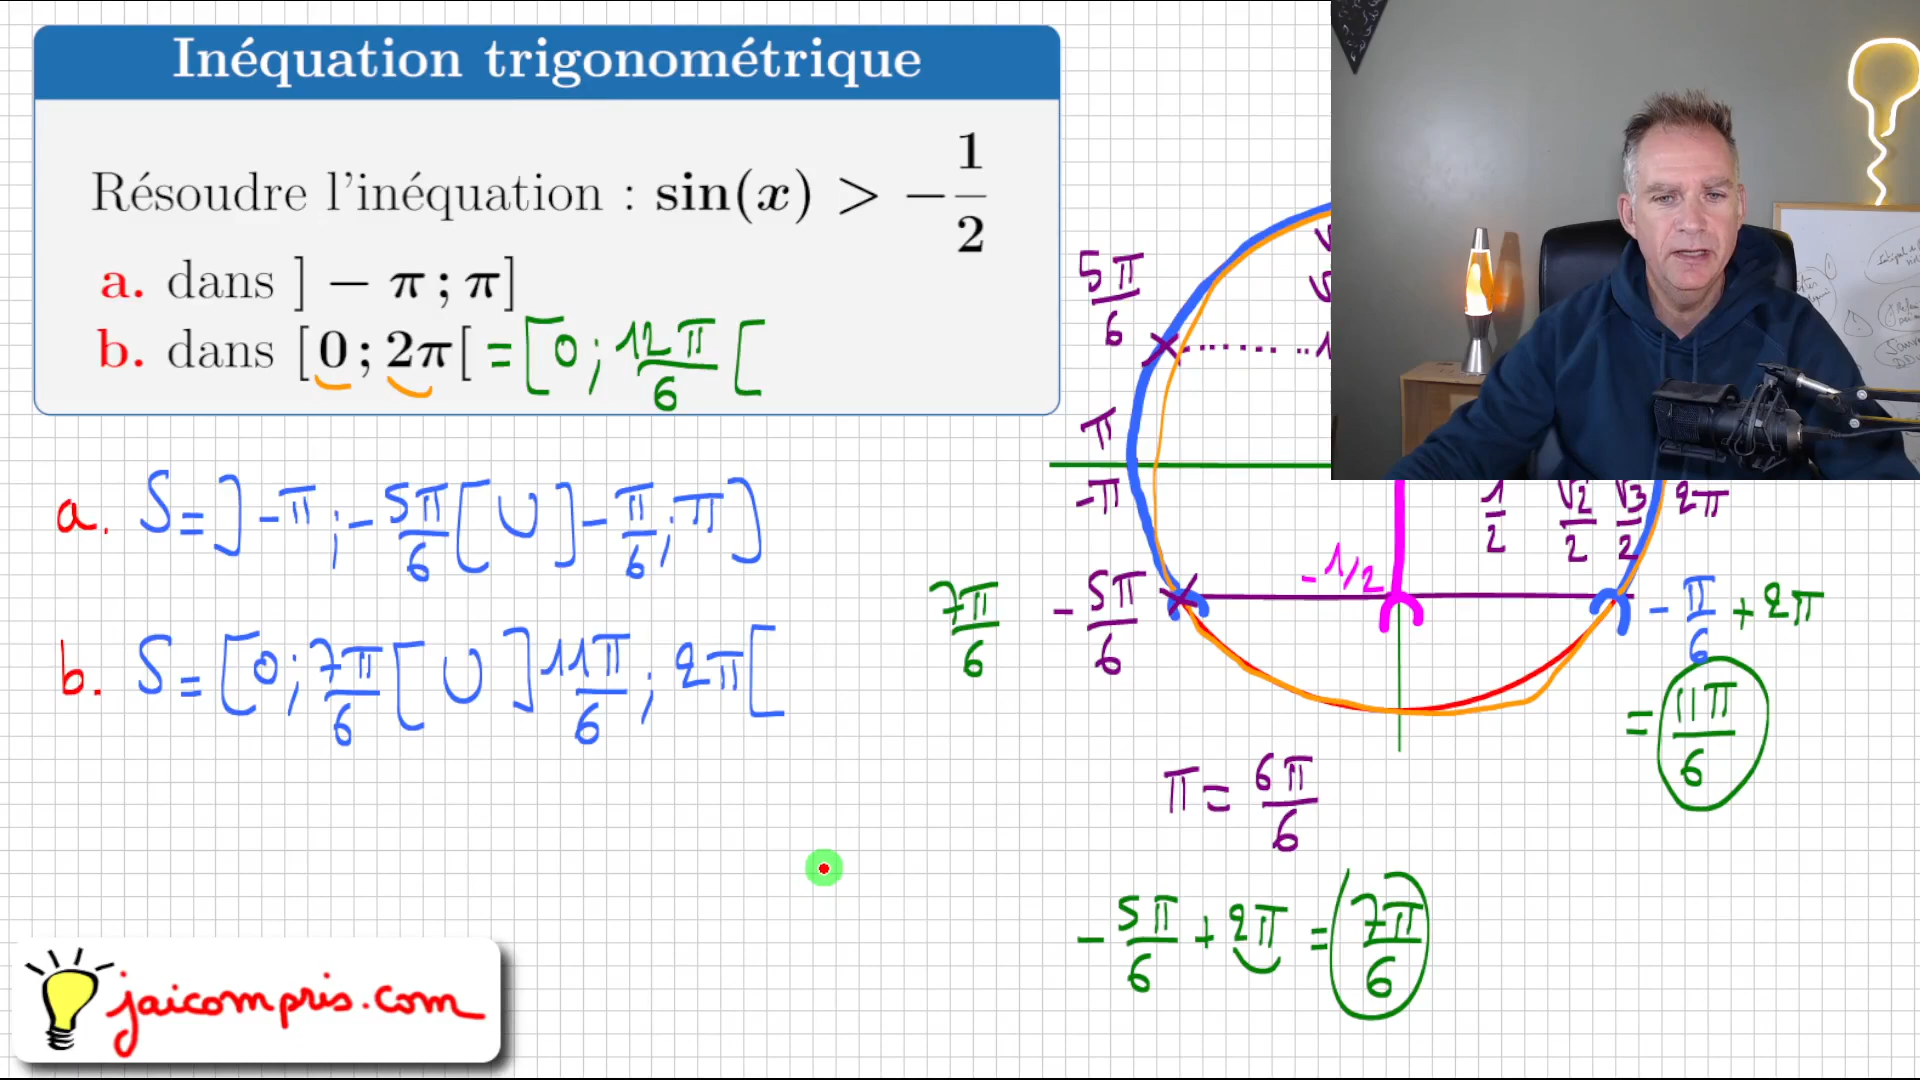 Inéquation trigonométrique
Résoudre l'inéquation : sin(x) > −1/2
a. dans ]−π ; π]
b. dans [0 ; 2π[ = [0 ; 12π/6 [
a. S = ]−π ; −5π/6 [ ∪ ]−π/6 ; π]
b. S = [0 ; 7π/6 [ ∪ ]11π/6 ; 2π[
5π/6
1
π
−π
1/2 √2/2 √3/2 2π
−1/2
7π/6 −5π/6
−π/6 + 2π
= 11π/6
π = 6π/6
−5π/6 + 2π = 7π/6
jaicompris.com